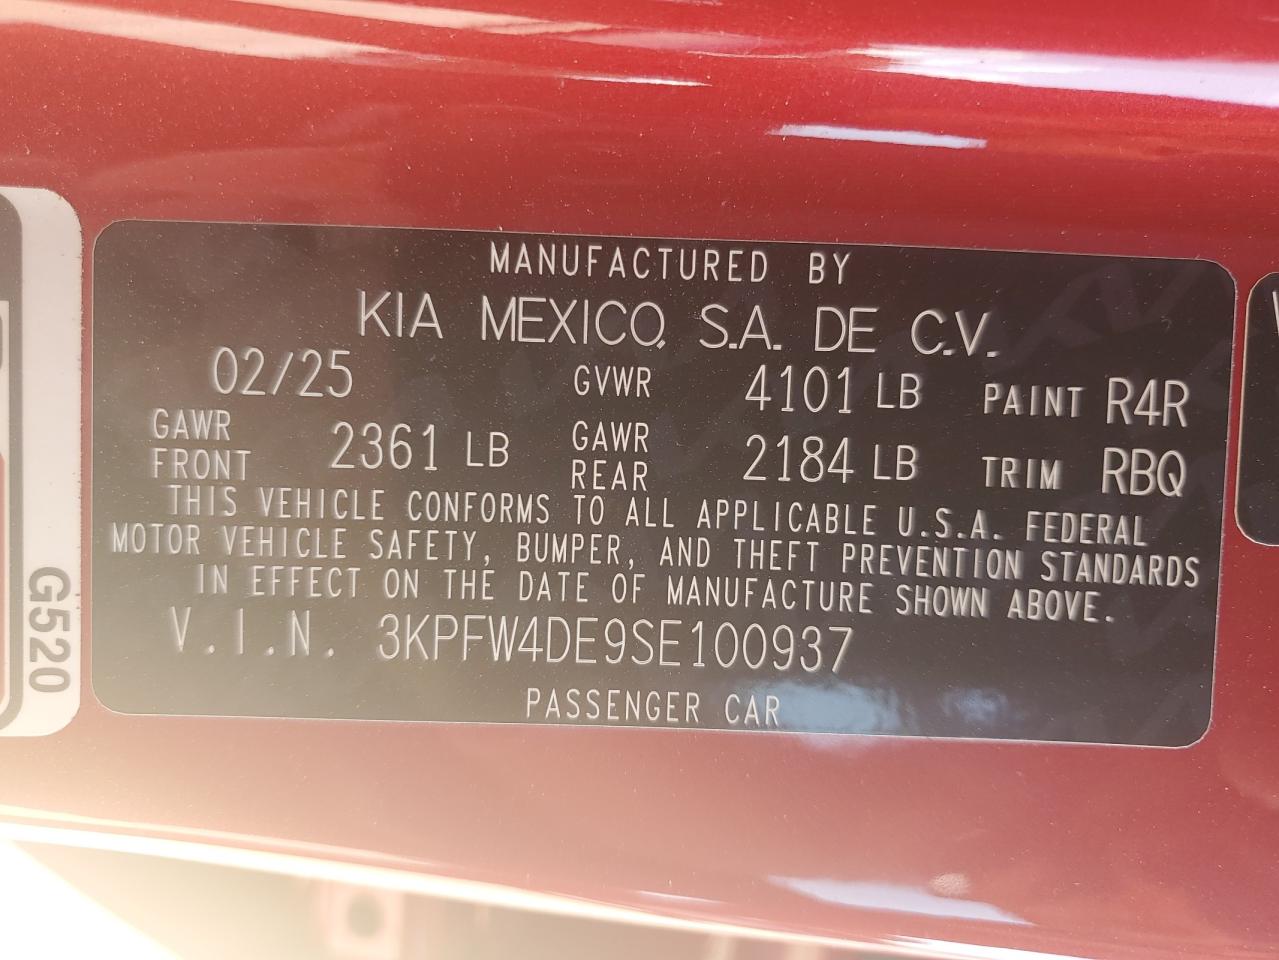 MANUFACTURED BY
KIA MEXICO, S.A. DE C.V.
02/25 GVWR 4101 LB PAINT R4R
GAWR FRONT 2361 LB GAWR REAR 2184 LB TRIM RBQ
THIS VEHICLE CONFORMS TO ALL APPLICABLE U.S.A. FEDERAL
MOTOR VEHICLE SAFETY, BUMPER, AND THEFT PREVENTION STANDARDS
IN EFFECT ON THE DATE OF MANUFACTURE SHOWN ABOVE.
V.I.N. 3KPFW4DE9SE100937
PASSENGER CAR
G520